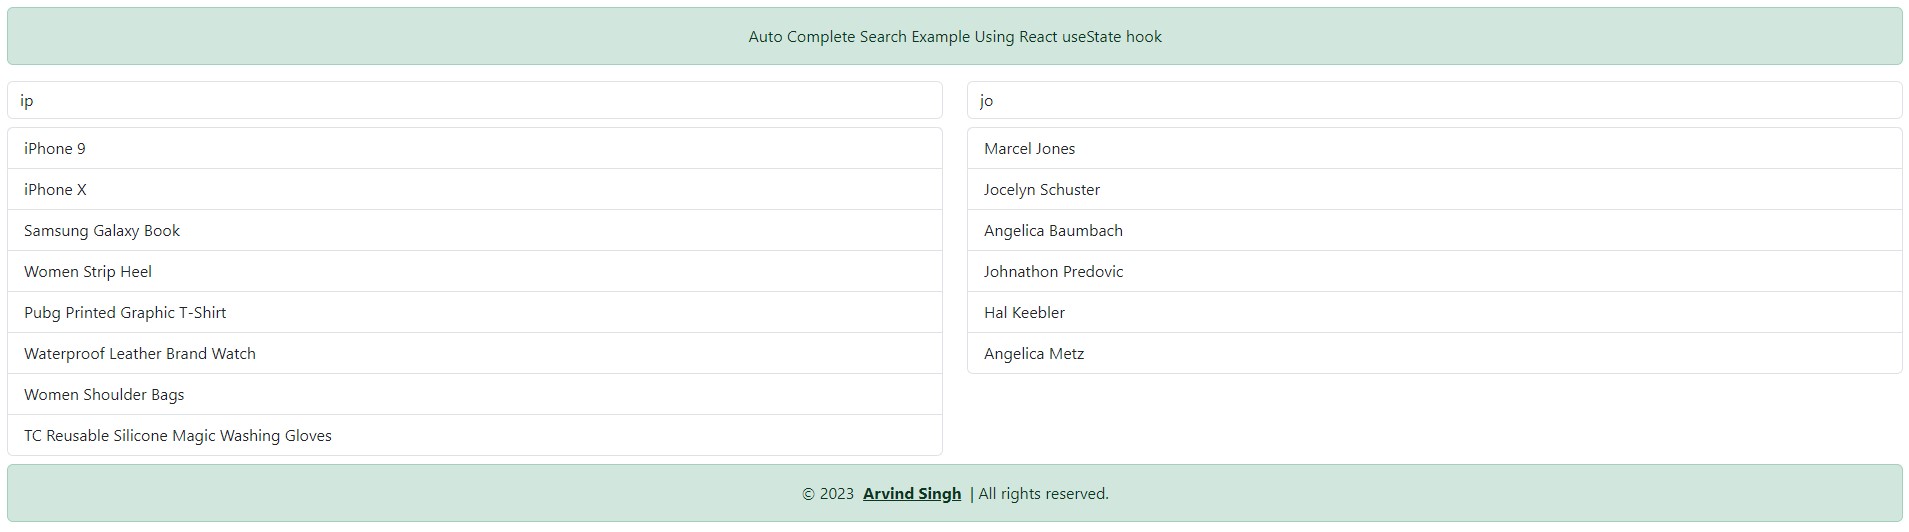 Auto Complete Search Example Using React useState hook
ip
iPhone 9
iPhone X
Samsung Galaxy Book
Women Strip Heel
Pubg Printed Graphic T-Shirt
Waterproof Leather Brand Watch
Women Shoulder Bags
TC Reusable Silicone Magic Washing Gloves
jo
Marcel Jones
Jocelyn Schuster
Angelica Baumbach
Johnathon Predovic
Hal Keebler
Angelica Metz
© 2023 Arvind Singh | All rights reserved.